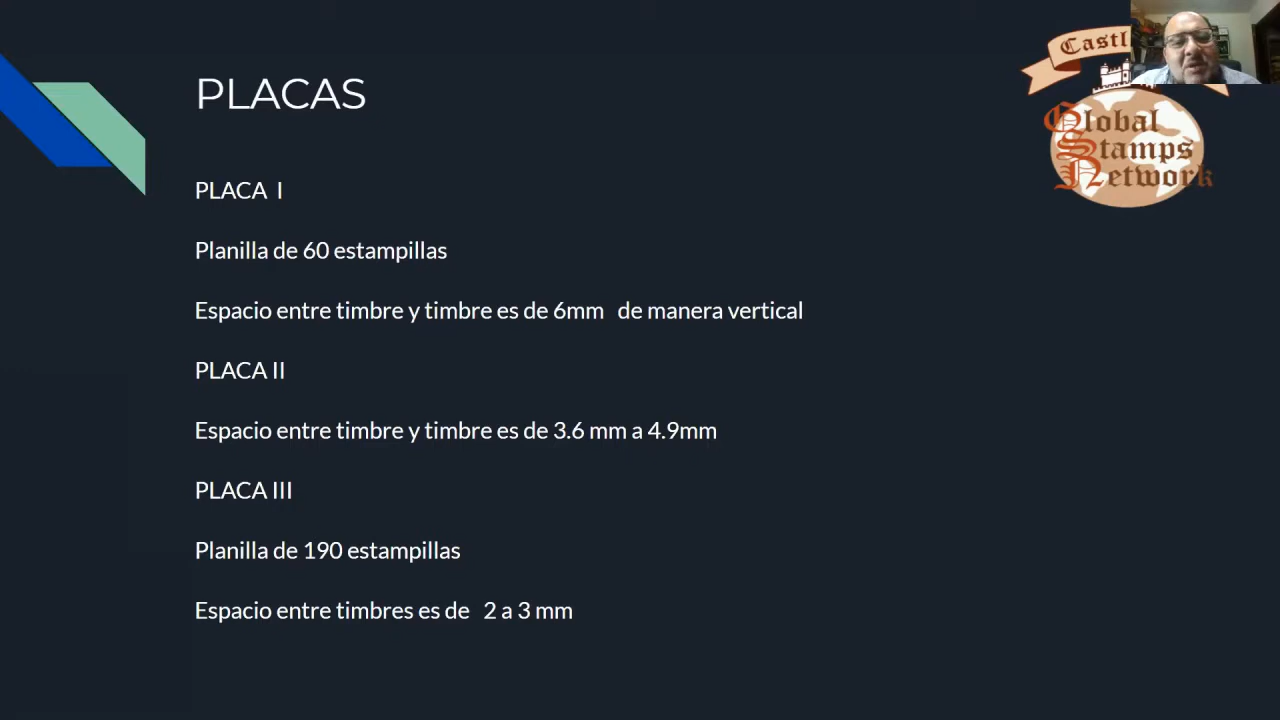 PLACAS
PLACA I
Planilla de 60 estampillas
Espacio entre timbre y timbre es de 6mm de manera vertical
PLACA II
Espacio entre timbre y timbre es de 3.6 mm a 4.9mm
PLACA III
Planilla de 190 estampillas
Espacio entre timbres es de 2 a 3 mm
Castl
Global
Stamps
Network